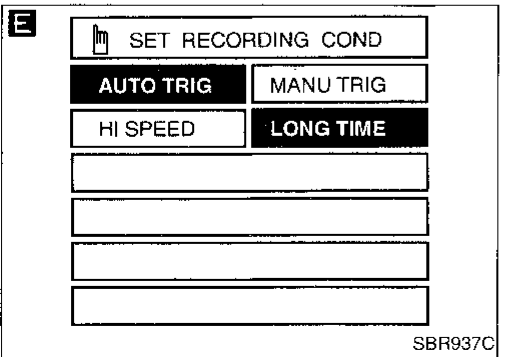 E
SET RECORDING COND
AUTO TRIG MANU TRIG
HI SPEED LONG TIME
SBR937C